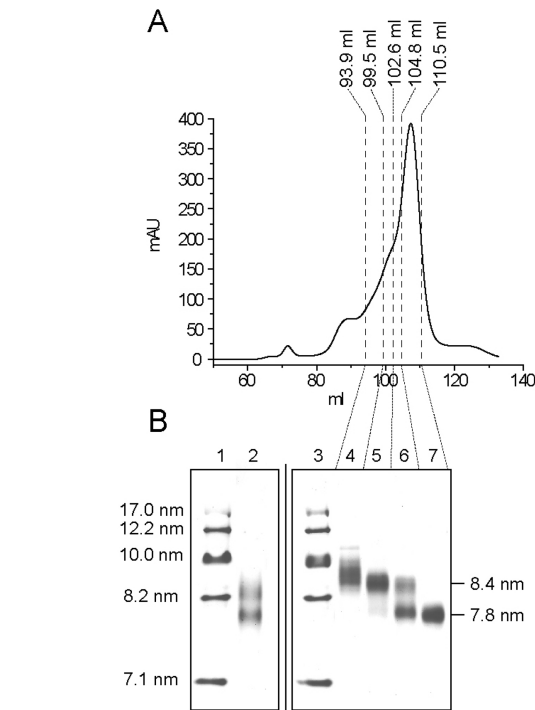 A
93.9 ml
99.5 ml
102.6 ml
104.8 ml
110.5 ml
400
350
300
250
200
150
100
50
0
mAU
60 80 100 120 140
ml
B
1 2 3 4 5 6 7
17.0 nm
12.2 nm
10.0 nm
8.2 nm
7.1 nm
8.4 nm
7.8 nm